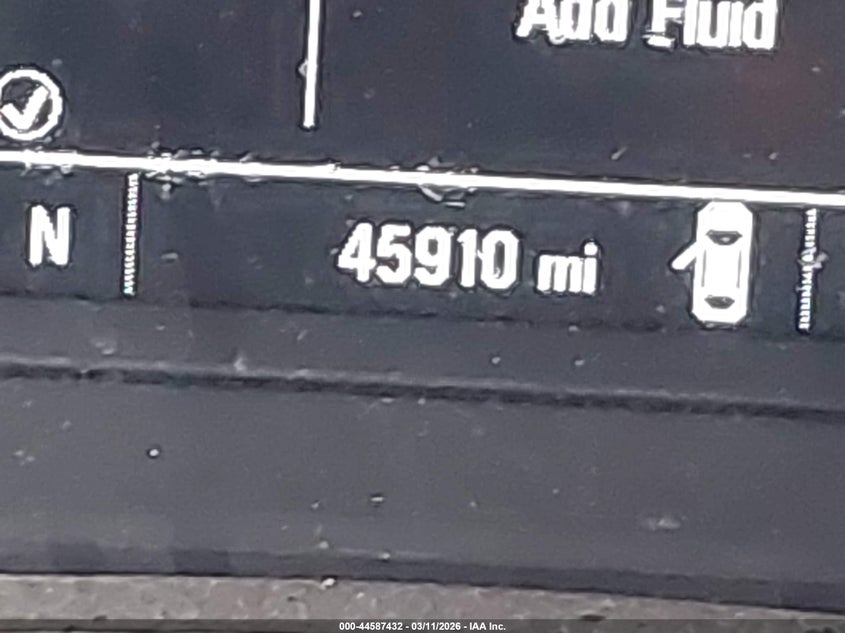 Add Fluid
N 45910 mi
000-44587432 - 03/11/2026 - IAA Inc.